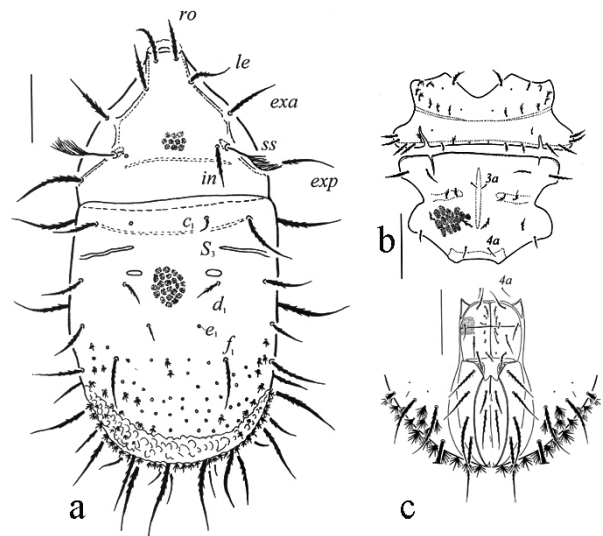 ro
le
exa
ss
in
exp
c₁
S₃
d₁
e₁
f₁
a
3a
4a
b
4a
c